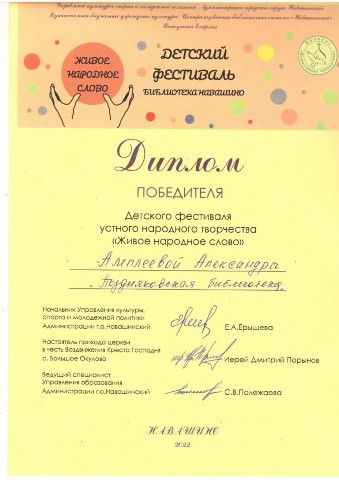 ЖИВОЕ
НАРОДНОЕ
СЛОВО
ДЕТСКИЙ
ФЕСТИВАЛЬ
БИБЛИОТЕКА НАВАШИНО
Диплом
ПОБЕДИТЕЛЯ
Детского фестиваля
устного народного творчества
«Живое народное слово»
Амплеевой Александры
Поздняковская библиотека
Начальник Управления культуры,
спорта и молодежной политики
Администрации г.о.Навашинский
Е.А.Ерышева
Настоятель прихода церкви
в честь Воздвижения Креста Господня
с. Большое Окулово
Иерей Дмитрий Порынов
Ведущий специалист
Управления образования
Администрации г.о.Навашинский
С.В.Полежаева
НАВАШИНО
2022